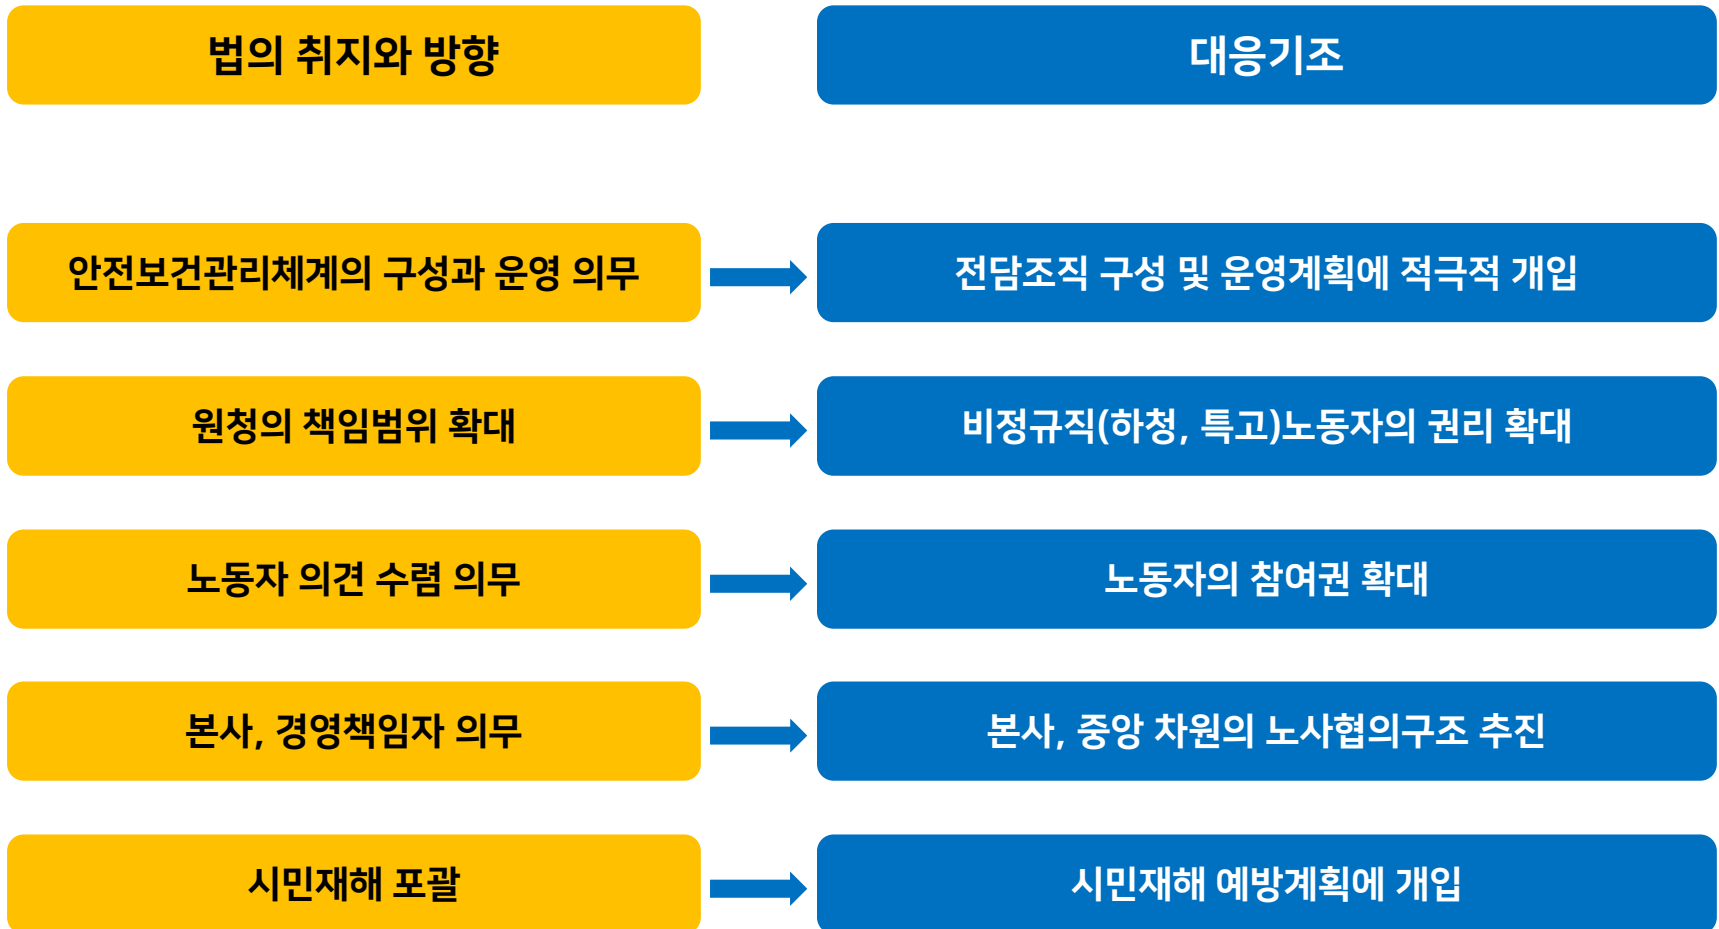 법의 취지와 방향
대응기조
안전보건관리체계의 구성과 운영 의무
전담조직 구성 및 운영계획에 적극적 개입
원청의 책임범위 확대
비정규직(하청, 특고)노동자의 권리 확대
노동자 의견 수렴 의무
노동자의 참여권 확대
본사, 경영책임자 의무
본사, 중앙 차원의 노사협의구조 추진
시민재해 포괄
시민재해 예방계획에 개입